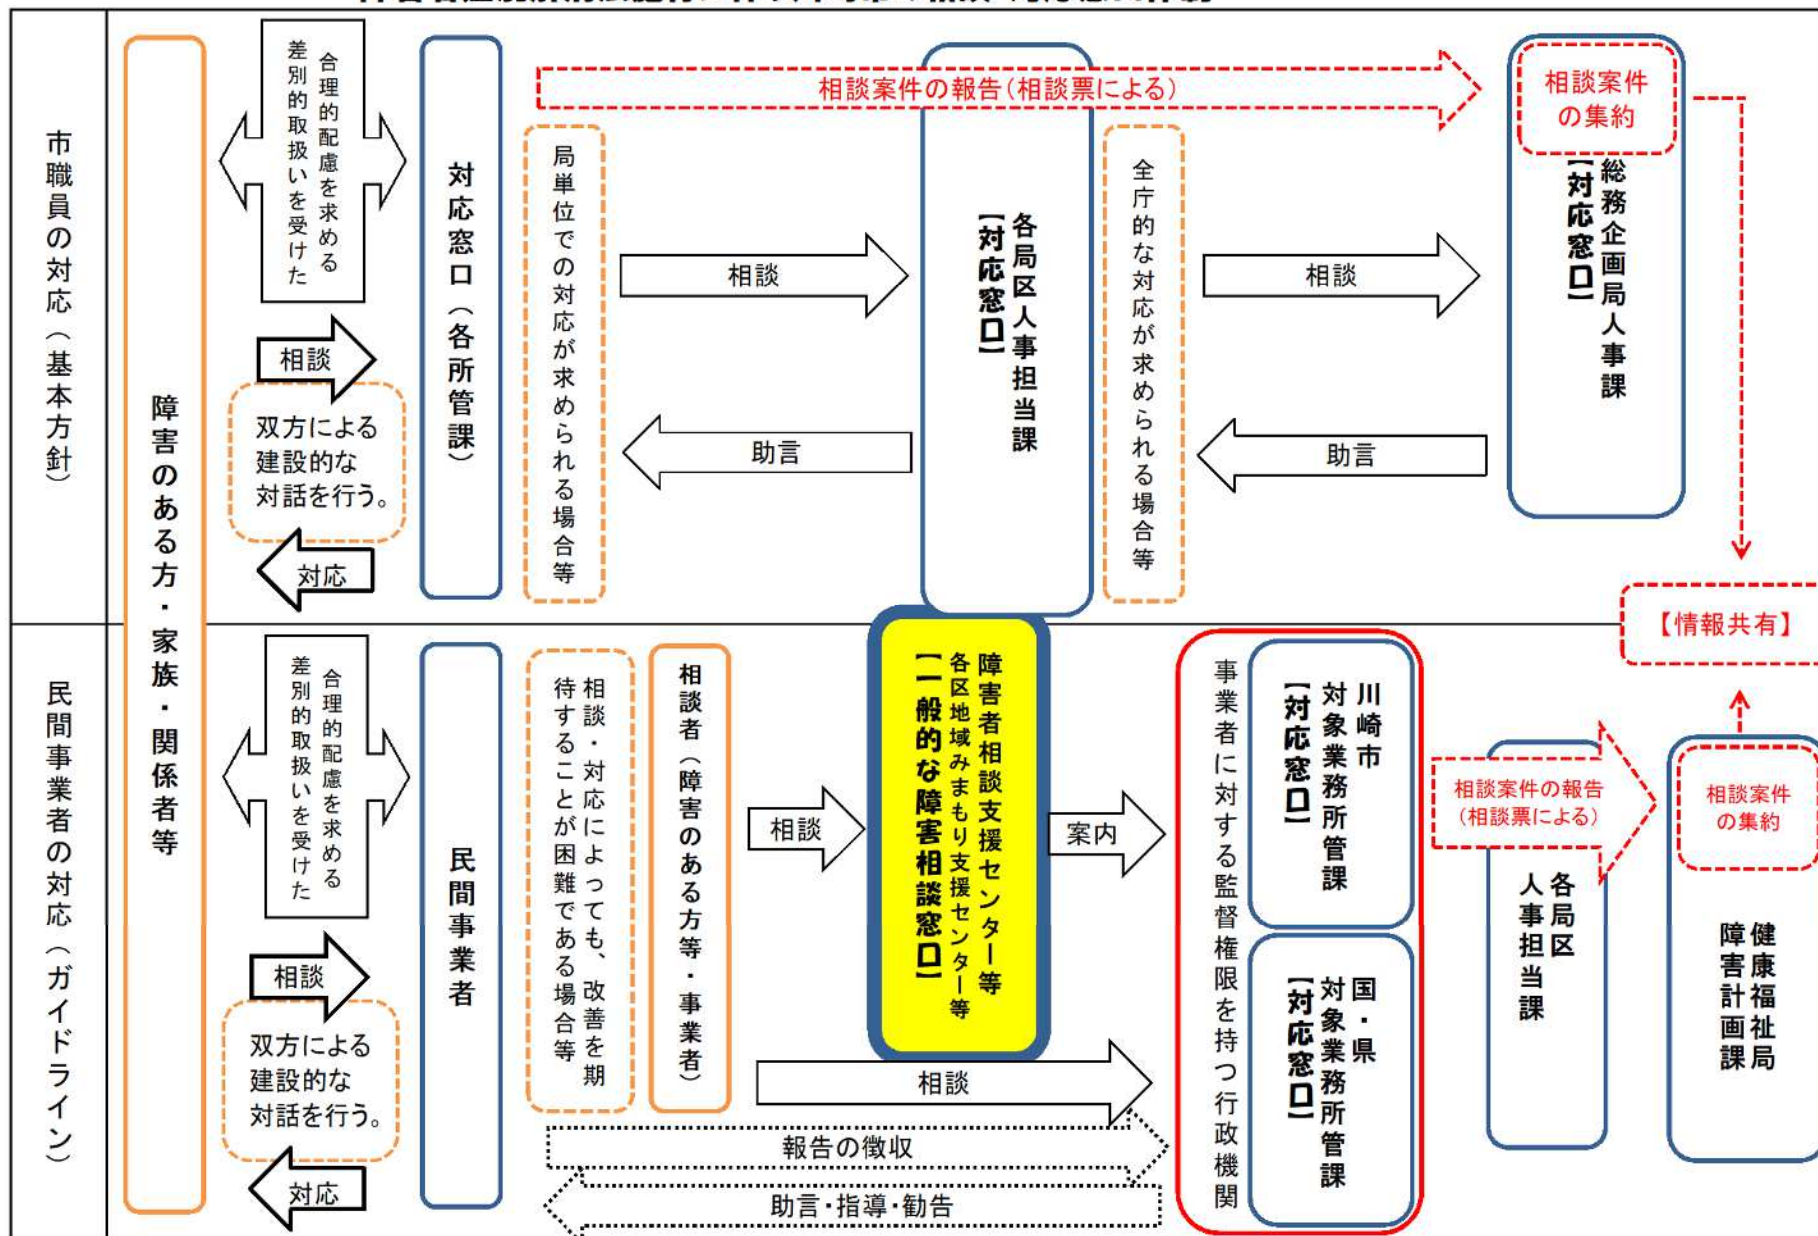 市職員の対応（基本方針）
民間事業者の対応（ガイドライン）
障害のある方・家族・関係者等
合理的配慮を求める
差別的取扱いを受けた
相談
双方による
建設的な
対話を行う。
対応
対応窓口（各所管課）
局単位での対応が求められる場合等
相談案件の報告（相談票による）
相談
助言
各局区人事担当課
【対応窓口】
全庁的な対応が求められる場合等
相談
助言
相談案件
の集約
総務企画局人事課
【対応窓口】
【情報共有】
合理的配慮を求める
差別的取扱いを受けた
相談
双方による
建設的な
対話を行う。
対応
民間事業者
相談・対応によっても、改善を期
待することが困難である場合等
相談者（障害のある方等・事業者）
相談
障害者相談支援センター等
各区地域みまもり支援センター等
【一般的な障害相談窓口】
案内
相談
報告の徴収
助言・指導・勧告
事業者に対する監督権限を持つ行政機関
川崎市
対象業務所管課
【対応窓口】
国・県
対象業務所管課
【対応窓口】
相談案件の報告
（相談票による）
各局区
人事担当課
相談案件
の集約
健康福祉局
障害計画課